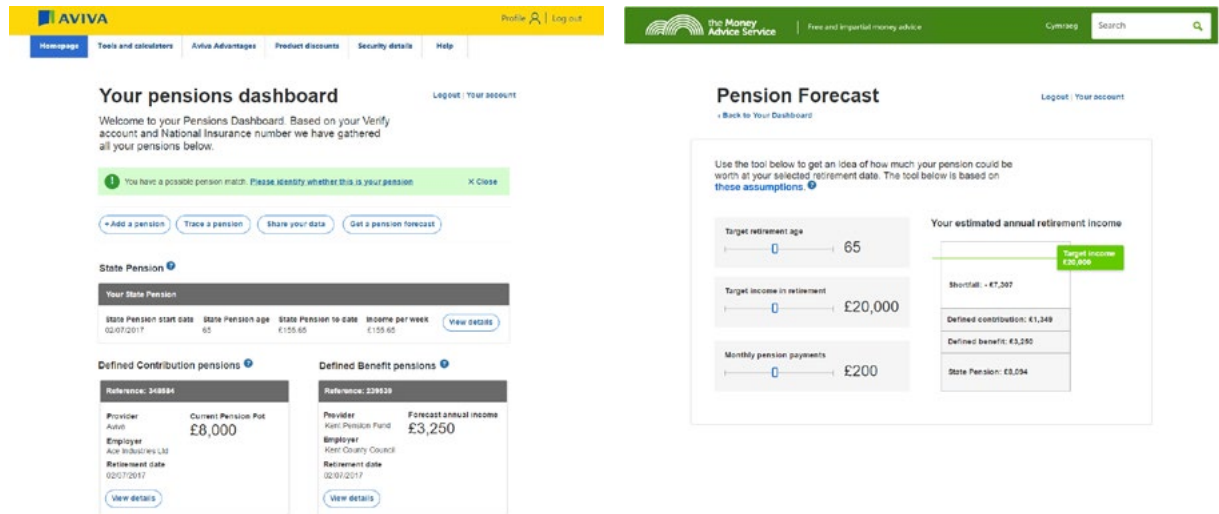 AVIVA
Profile | Log out
Homepage Tools and calculators Aviva Advantages Product discounts Security details Help
Your pensions dashboard
Logout | Your account
Welcome to your Pensions Dashboard. Based on your Verify
account and National Insurance number we have gathered
all your pensions below.
You have a possible pension match. Please identify whether this is your pension
X Close
+ Add a pension
Trace a pension
Share your data
Get a pension forecast
State Pension ?
Your State Pension
State Pension start date State Pension age State Pension to date Income per week
02/07/2017 65 £155.65 £155.65
View details
Defined Contribution pensions ?
Reference: 348584
Provider
Aviva
Employer
Ace Industries Ltd
Retirement date
02/07/2017
Current Pension Pot
£8,000
View details
Defined Benefit pensions ?
Reference: 239539
Provider
Kent Pension Fund
Employer
Kent County Council
Retirement date
02/07/2017
Forecast annual income
£3,250
View details
the Money
Advice Service
Free and impartial money advice
Cymraeg
Search
Pension Forecast
Logout | Your account
‹ Back to Your Dashboard
Use the tool below to get an idea of how much your pension could be
worth at your selected retirement date. The tool below is based on
these assumptions. ?
Target retirement age
65
Target income in retirement
£20,000
Monthly pension payments
£200
Your estimated annual retirement income
Target income
£20,000
Shortfall: - £7,307
Defined contribution: £1,349
Defined benefit: £3,250
State Pension: £8,094